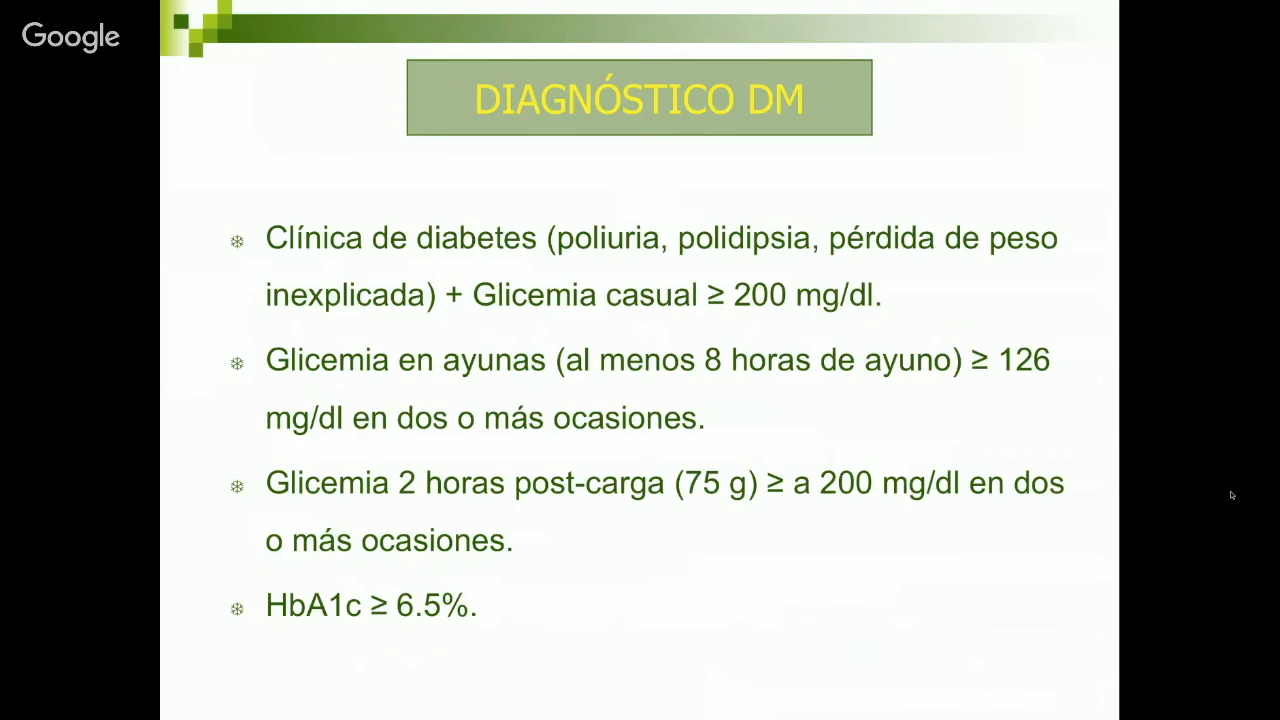 Google
DIAGNÓSTICO DM
Clínica de diabetes (poliuria, polidipsia, pérdida de peso
inexplicada) + Glicemia casual ≥ 200 mg/dl.
Glicemia en ayunas (al menos 8 horas de ayuno) ≥ 126
mg/dl en dos o más ocasiones.
Glicemia 2 horas post-carga (75 g) ≥ a 200 mg/dl en dos
o más ocasiones.
HbA1c ≥ 6.5%.